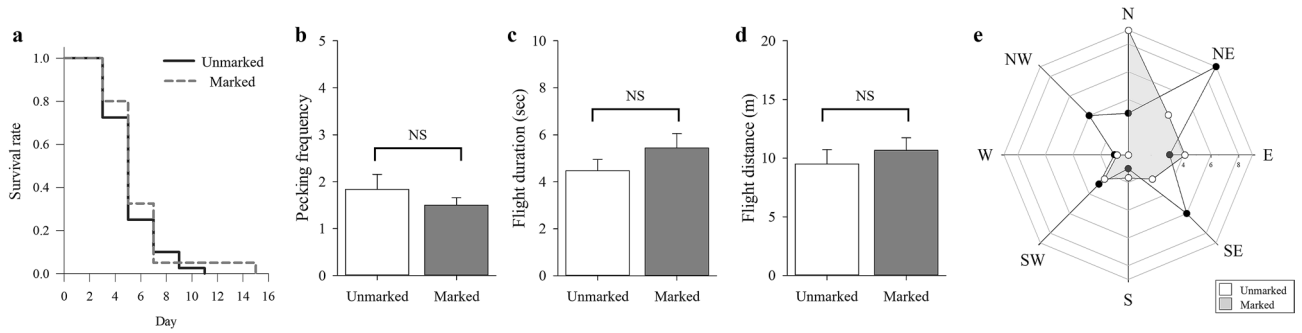 a
Survival rate
1.0
0.8
0.6
0.4
0.2
0.0
0 2 4 6 8 10 12 14 16
Day
Unmarked
Marked
b
Pecking frequency
5
4
3
2
1
0
NS
Unmarked Marked
c
Flight duration (sec)
10
8
6
4
2
0
NS
Unmarked Marked
d
Flight distance (m)
20
15
10
5
0
NS
Unmarked Marked
e
N
NW NE
W E
4 6 8
SW SE
S
Unmarked
Marked